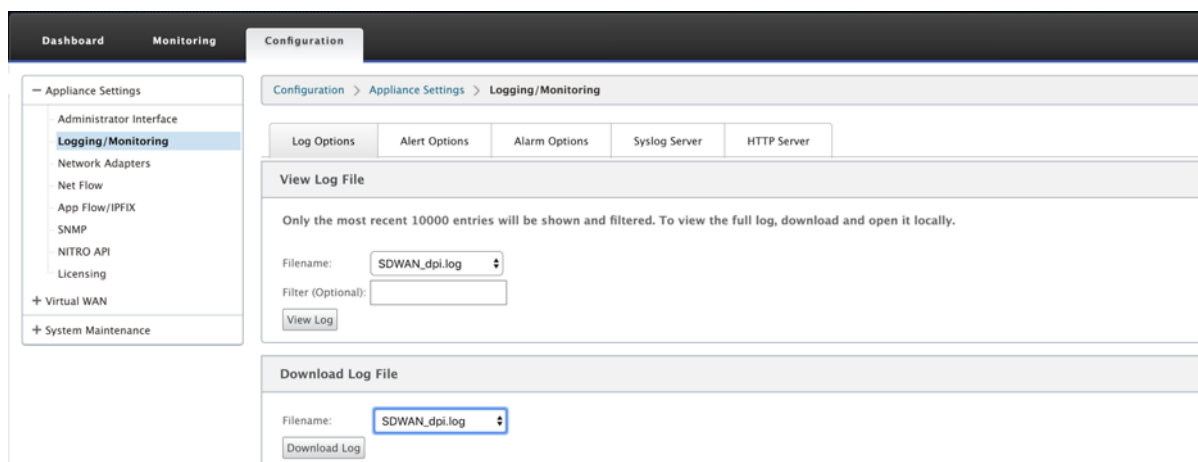 Dashboard Monitoring Configuration
− Appliance Settings
Administrator Interface
Logging/Monitoring
Network Adapters
Net Flow
App Flow/IPFIX
SNMP
NITRO API
Licensing
+ Virtual WAN
+ System Maintenance
Configuration > Appliance Settings > Logging/Monitoring
Log Options Alert Options Alarm Options Syslog Server HTTP Server
View Log File
Only the most recent 10000 entries will be shown and filtered. To view the full log, download and open it locally.
Filename: SDWAN_dpi.log
Filter (Optional):
View Log
Download Log File
Filename: SDWAN_dpi.log
Download Log